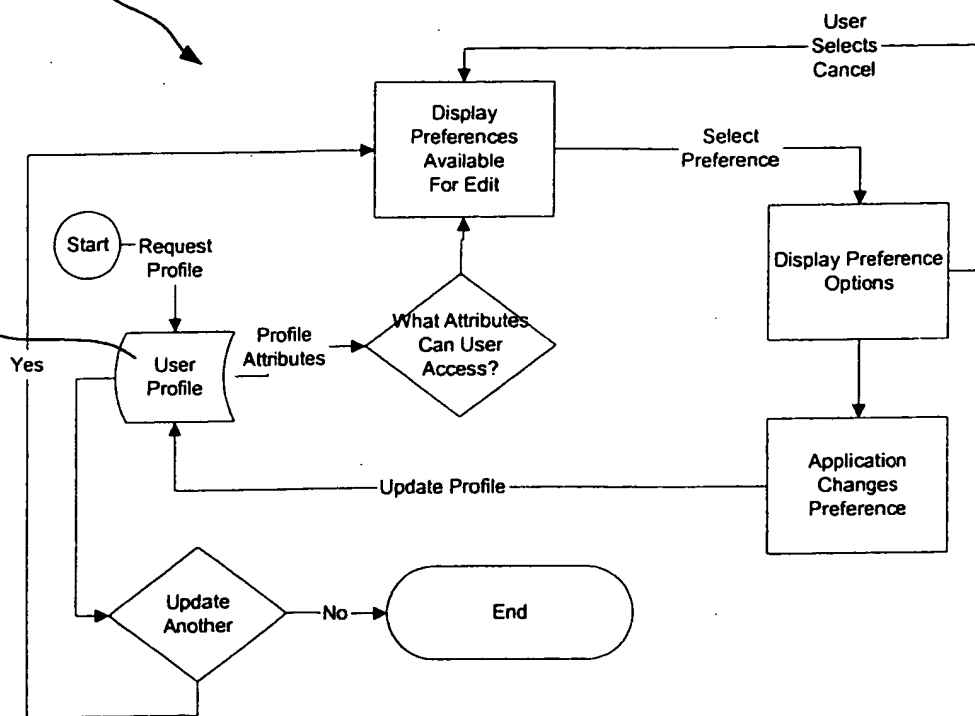 User
Selects
Cancel
Display
Preferences
Available
For Edit
Select
Preference
Start
Request
Profile
Display Preference
Options
What Attributes
Can User
Access?
Profile
Attributes
User
Profile
Yes
Application
Changes
Preference
Update Profile
Update
Another
No
End